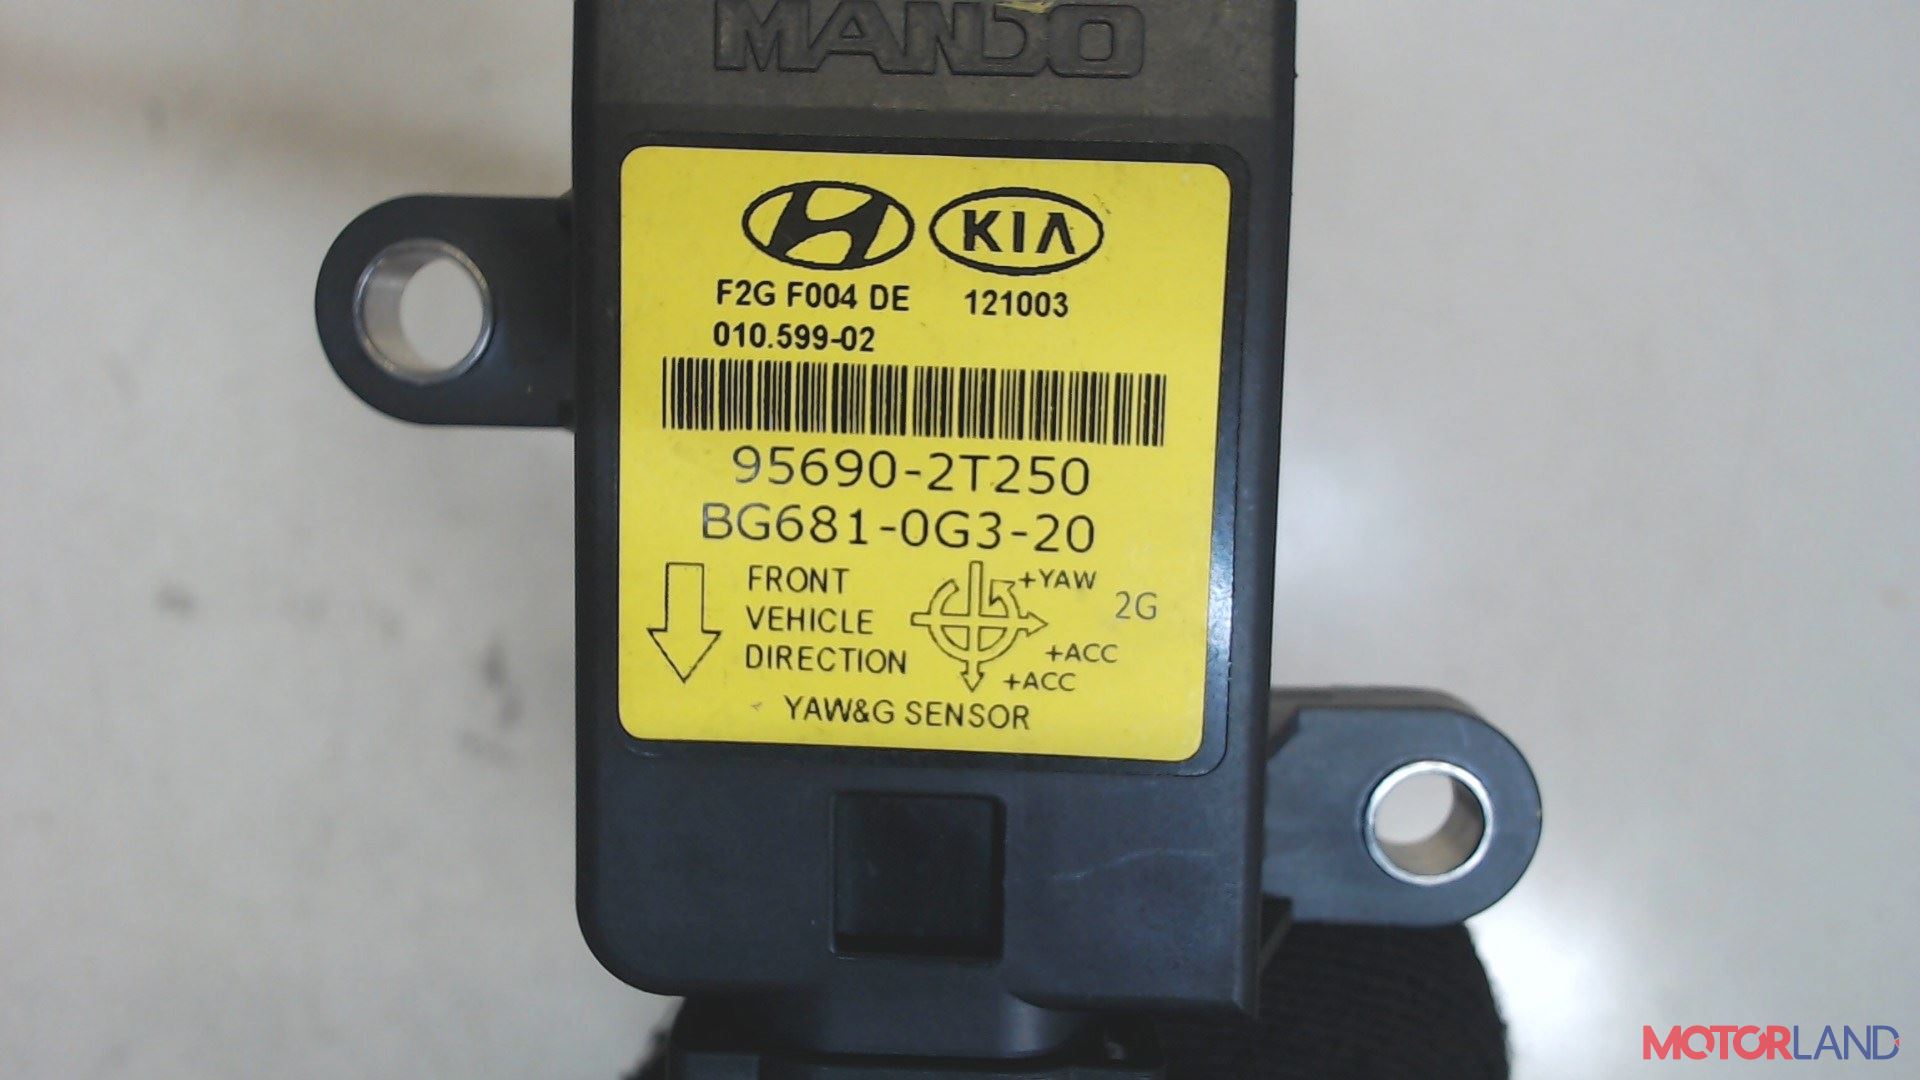 MANDO
KIA
F2G F004 DE 121003
010.599-02
95690-2T250
BG681-0G3-20
FRONT
VEHICLE
DIRECTION
+YAW
2G
+ACC
+ACC
YAW&G SENSOR
MOTORLAND